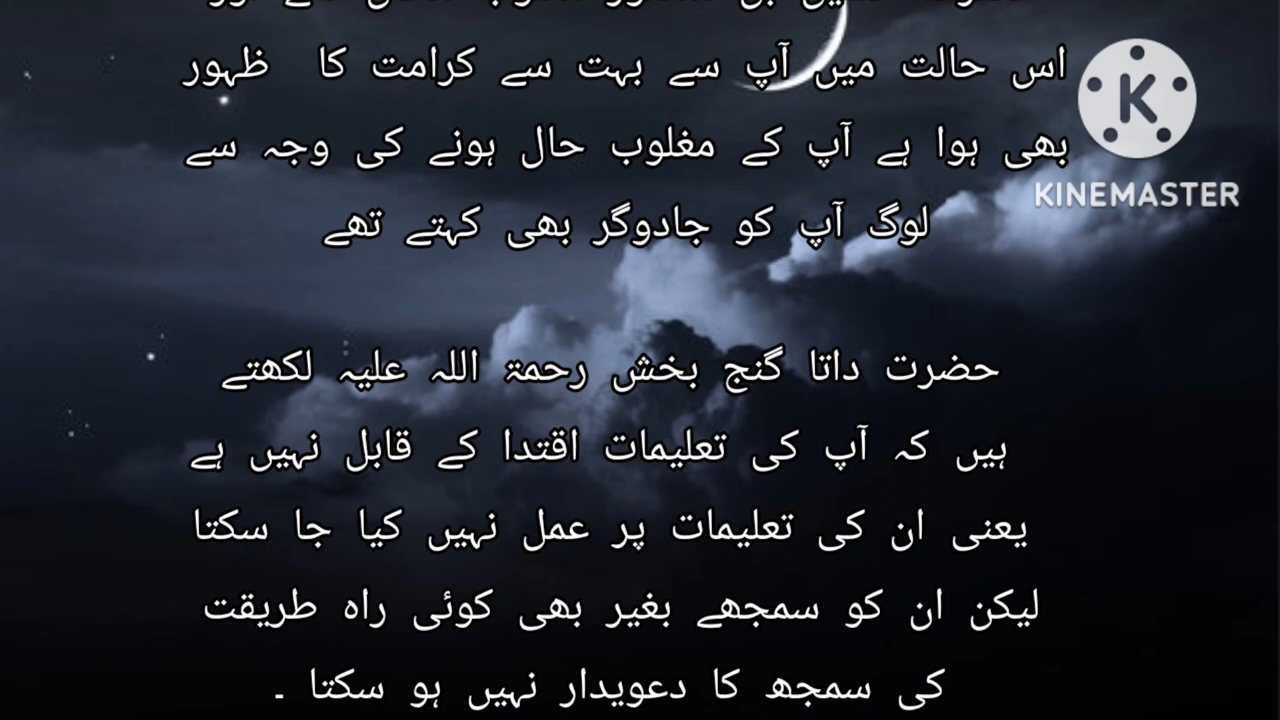 اس حالت میں آپ سے بہت سے کرامت کا ظہور
بھی ہوا ہے آپ کے مغلوب حال ہونے کی وجہ سے
لوگ آپ کو جادوگر بھی کہتے تھے
حضرت داتا گنج بخش رحمۃ اللہ علیہ لکھتے
ہیں کہ آپ کی تعلیمات اقتدا کے قابل نہیں ہے
یعنی ان کی تعلیمات پر عمل نہیں کیا جا سکتا
لیکن ان کو سمجھے بغیر بھی کوئی راہ طریقت
کی سمجھ کا دعویدار نہیں ہو سکتا ۔
K
KINEMASTER